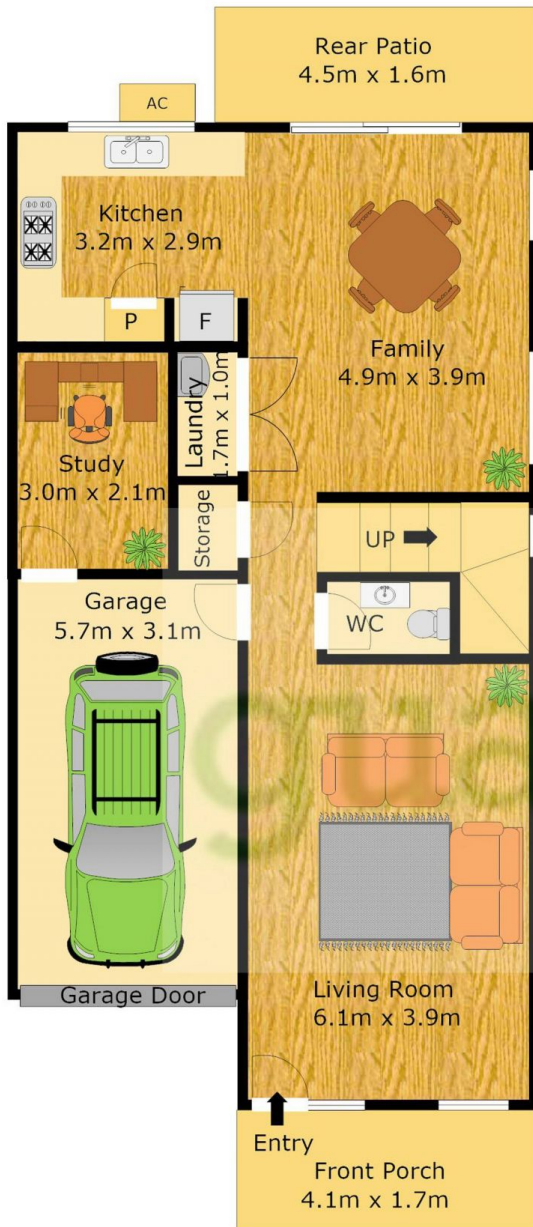 Rear Patio
4.5m x 1.6m
AC
Kitchen
3.2m x 2.9m
P
F
Family
4.9m x 3.9m
Laundry
1.7m x 1.0m
Study
3.0m x 2.1m
Storage
UP
WC
Garage
5.7m x 3.1m
Garage Door
Living Room
6.1m x 3.9m
Entry
Front Porch
4.1m x 1.7m